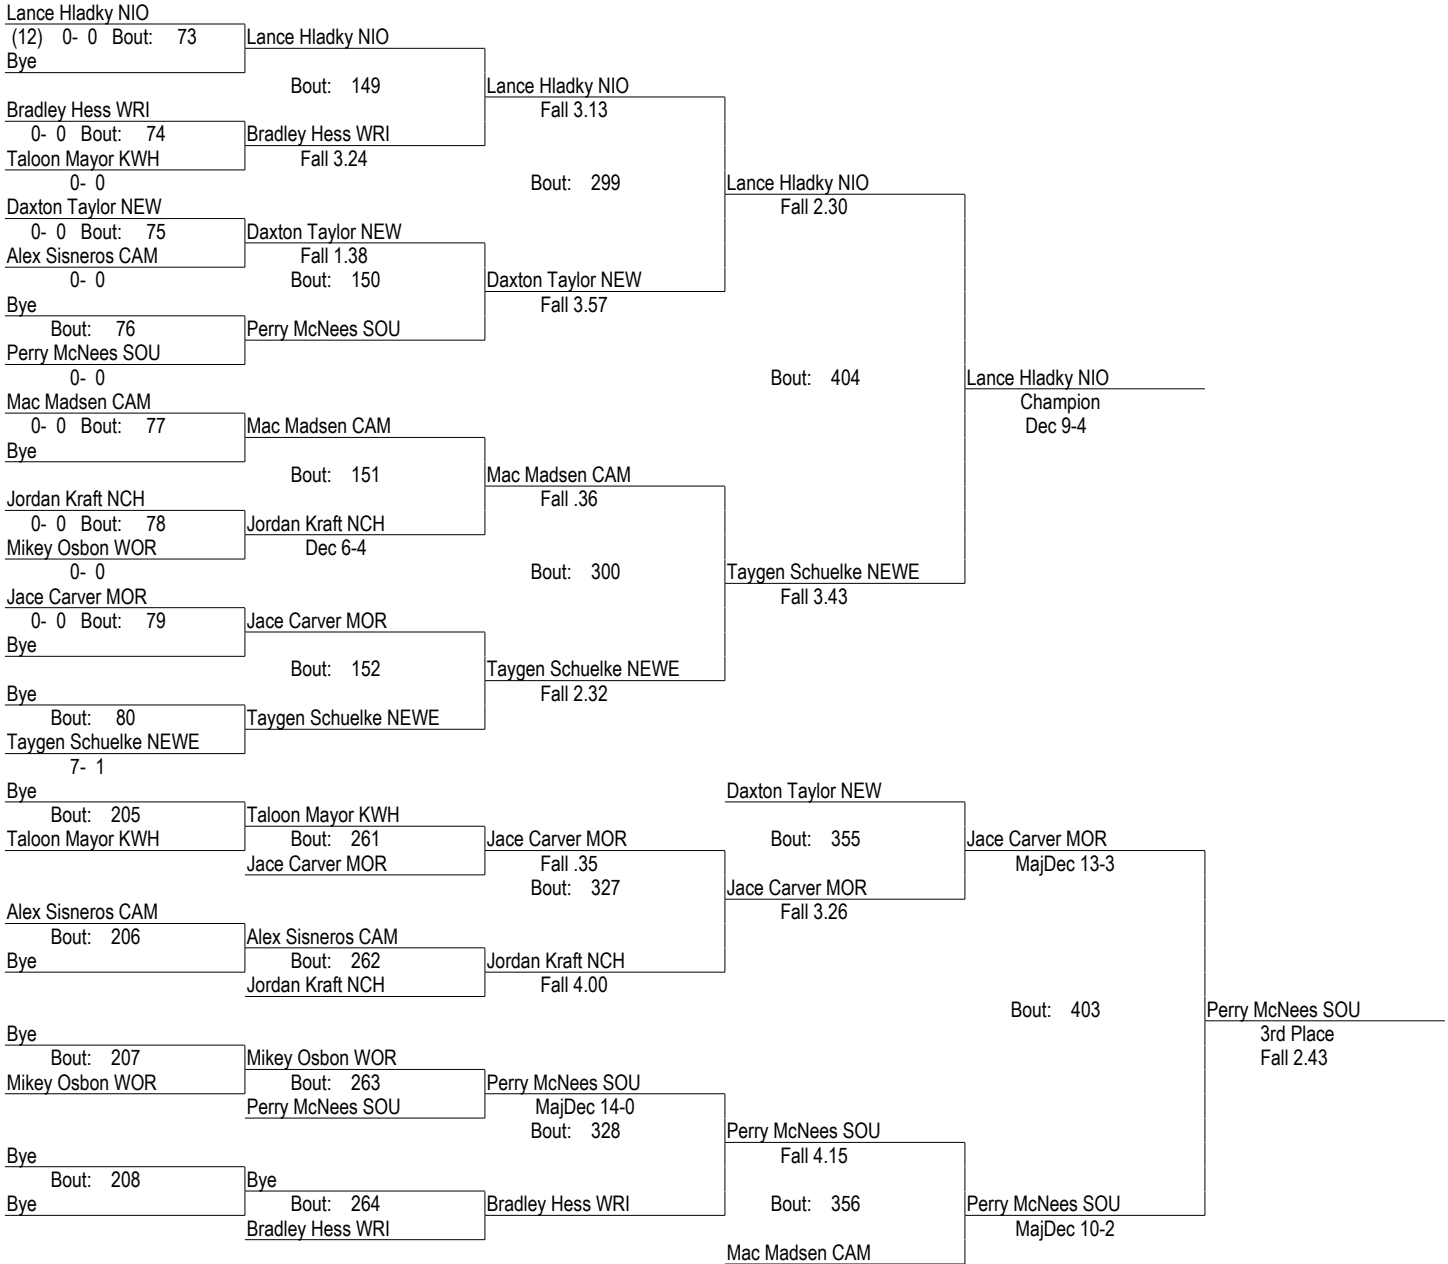 Lance Hladky NIO
(12) 0- 0 Bout: 73 Lance Hladky NIO
Bye
Bout: 149 Lance Hladky NIO
Bradley Hess WRI Fall 3.13
0- 0 Bout: 74 Bradley Hess WRI
Taloon Mayor KWH Fall 3.24
0- 0 Bout: 299 Lance Hladky NIO
Daxton Taylor NEW Fall 2.30
0- 0 Bout: 75 Daxton Taylor NEW
Alex Sisneros CAM Fall 1.38
0- 0 Bout: 150 Daxton Taylor NEW
Bye Fall 3.57
Bout: 76 Perry McNees SOU
Perry McNees SOU
0- 0 Bout: 404 Lance Hladky NIO
Mac Madsen CAM Champion
0- 0 Bout: 77 Mac Madsen CAM Dec 9-4
Bye
Bout: 151 Mac Madsen CAM
Jordan Kraft NCH Fall .36
0- 0 Bout: 78 Jordan Kraft NCH
Mikey Osbon WOR Dec 6-4
0- 0 Bout: 300 Taygen Schuelke NEWE
Jace Carver MOR Fall 3.43
0- 0 Bout: 79 Jace Carver MOR
Bye
Bout: 152 Taygen Schuelke NEWE
Bye Fall 2.32
Bout: 80 Taygen Schuelke NEWE
Taygen Schuelke NEWE
7- 1
Bye Daxton Taylor NEW
Bout: 205 Taloon Mayor KWH
Taloon Mayor KWH Bout: 261 Jace Carver MOR Bout: 355 Jace Carver MOR
Jace Carver MOR Fall .35 MajDec 13-3
Bout: 327 Jace Carver MOR
Alex Sisneros CAM Fall 3.26
Bout: 206 Alex Sisneros CAM
Bye Bout: 262 Jordan Kraft NCH
Jordan Kraft NCH Fall 4.00
Bout: 403 Perry McNees SOU
Bye 3rd Place
Bout: 207 Mikey Osbon WOR Fall 2.43
Mikey Osbon WOR Bout: 263 Perry McNees SOU
Perry McNees SOU MajDec 14-0
Bout: 328 Perry McNees SOU
Bye Fall 4.15
Bout: 208 Bye
Bye Bout: 264 Bradley Hess WRI Bout: 356 Perry McNees SOU
Bradley Hess WRI MajDec 10-2
Mac Madsen CAM